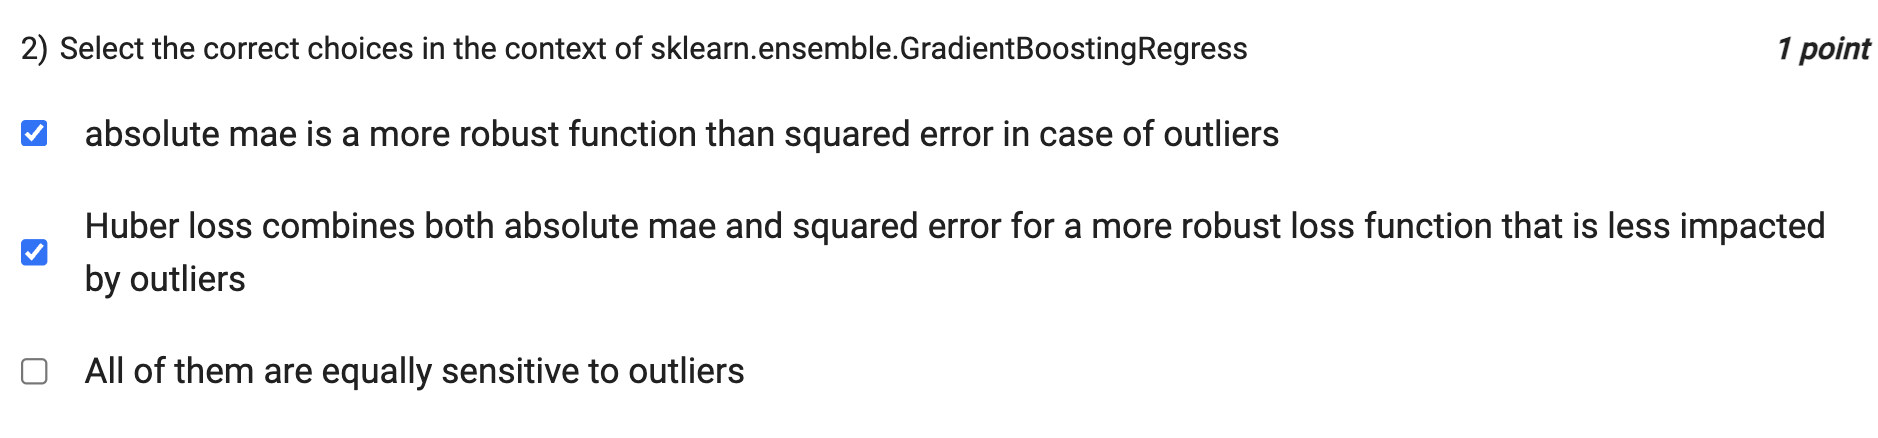 2) Select the correct choices in the context of sklearn.ensemble.GradientBoostingRegress 1 point
absolute mae is a more robust function than squared error in case of outliers
Huber loss combines both absolute mae and squared error for a more robust loss function that is less impacted
by outliers
All of them are equally sensitive to outliers